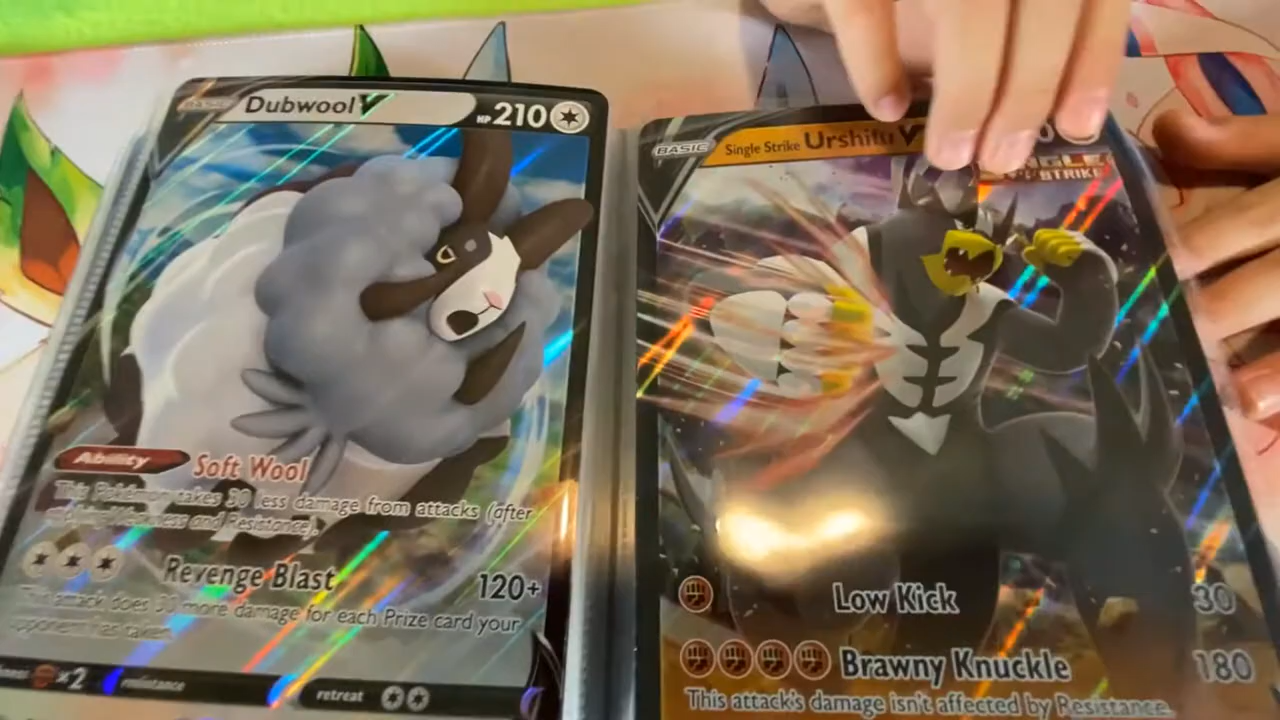 BASIC Dubwool V HP 210
Ability Soft Wool
This Pokémon takes 30 less damage from attacks (after
Weakness and Resistance).
Revenge Blast 120+
This attack does 30 more damage for each Prize card your
opponent has taken.
×2 resistance retreat
BASIC Single Strike Urshifu V
STRIKE
Low Kick 30
Brawny Knuckle 180
This attack's damage isn't affected by Resistance.